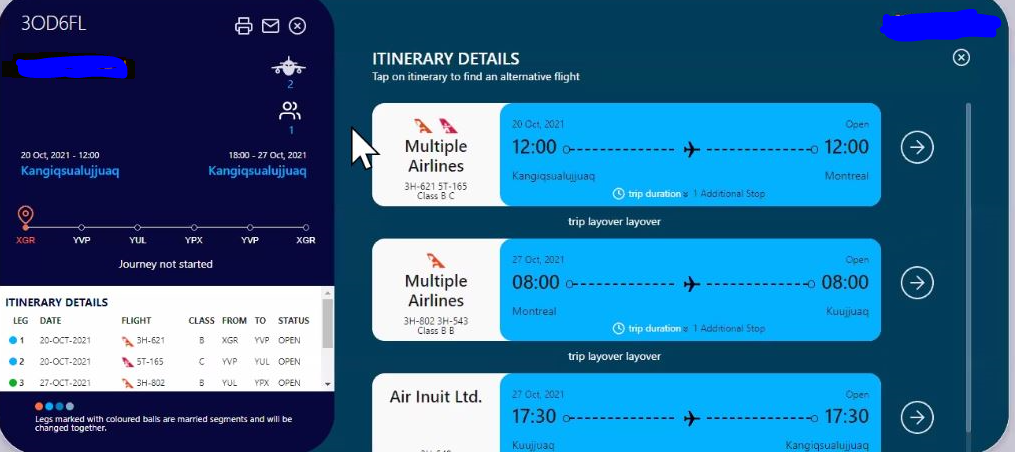 3OD6FL
2
1
20 Oct, 2021 - 12:00 18:00 - 27 Oct, 2021
Kangiqsualujjuaq Kangiqsualujjuaq
XGR YVP YUL YPX YVP XGR
Journey not started
ITINERARY DETAILS
LEG DATE FLIGHT CLASS FROM TO STATUS
1 20-OCT-2021 3H-621 B XGR YVP OPEN
2 20-OCT-2021 5T-165 C YVP YUL OPEN
3 27-OCT-2021 3H-802 B YUL YPX OPEN
Legs marked with coloured balls are married segments and will be
changed together.
ITINERARY DETAILS
Tap on itinerary to find an alternative flight
Multiple
Airlines
3H-621 5T-165
Class B C
20 Oct, 2021 Open
12:00 12:00
Kangiqsualujjuaq Montreal
trip duration 1 Additional Stop
trip layover layover
Multiple
Airlines
3H-802 3H-543
Class B B
27 Oct, 2021 Open
08:00 08:00
Montreal Kuujjuaq
trip duration 1 Additional Stop
trip layover layover
Air Inuit Ltd.
27 Oct, 2021 Open
17:30 17:30
Kuujjuaq Kangiqsualujjuaq